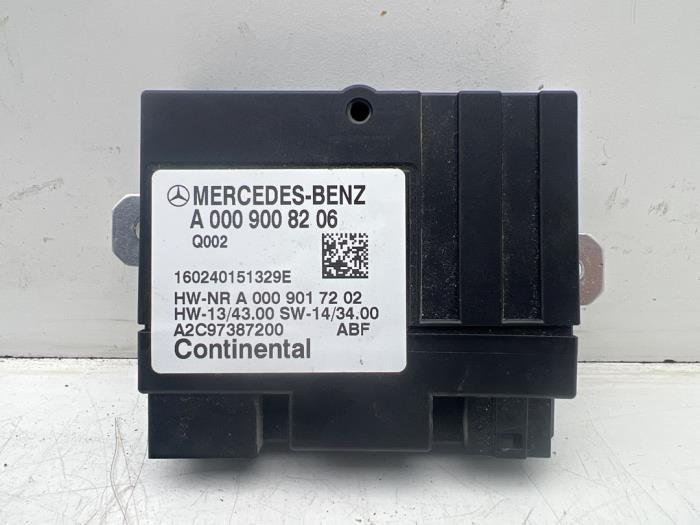 MERCEDES-BENZ
A 000 900 82 06
Q002
160240151329E
HW-NR A 000 901 72 02
HW-13/43.00 SW-14/34.00
A2C97387200 ABF
Continental